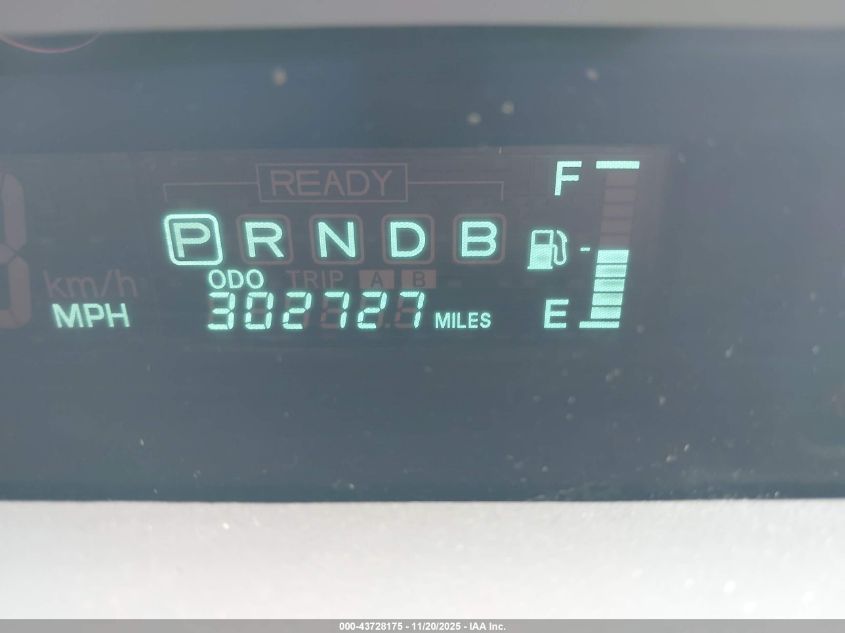 READY
F
P R N D B
km/h
ODO TRIP A B
MPH 302727 MILES E
000-43728175 - 11/20/2025 - IAA Inc.